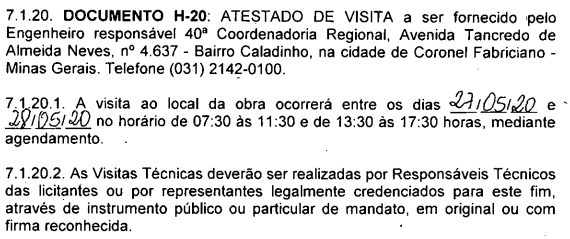 7.1.20. DOCUMENTO H-20: ATESTADO DE VISITA a ser fornecido pelo
Engenheiro responsável 40ª Coordenadoria Regional, Avenida Tancredo de
Almeida Neves, nº 4.637 - Bairro Caladinho, na cidade de Coronel Fabriciano -
Minas Gerais. Telefone (031) 2142-0100.
7.1.20.1. A visita ao local da obra ocorrerá entre os dias 27/05/20 e
28/05/20 no horário de 07:30 às 11:30 e de 13:30 às 17:30 horas, mediante
agendamento.
7.1.20.2. As Visitas Técnicas deverão ser realizadas por Responsáveis Técnicos
das licitantes ou por representantes legalmente credenciados para este fim,
através de instrumento público ou particular de mandato, em original ou com
firma reconhecida.